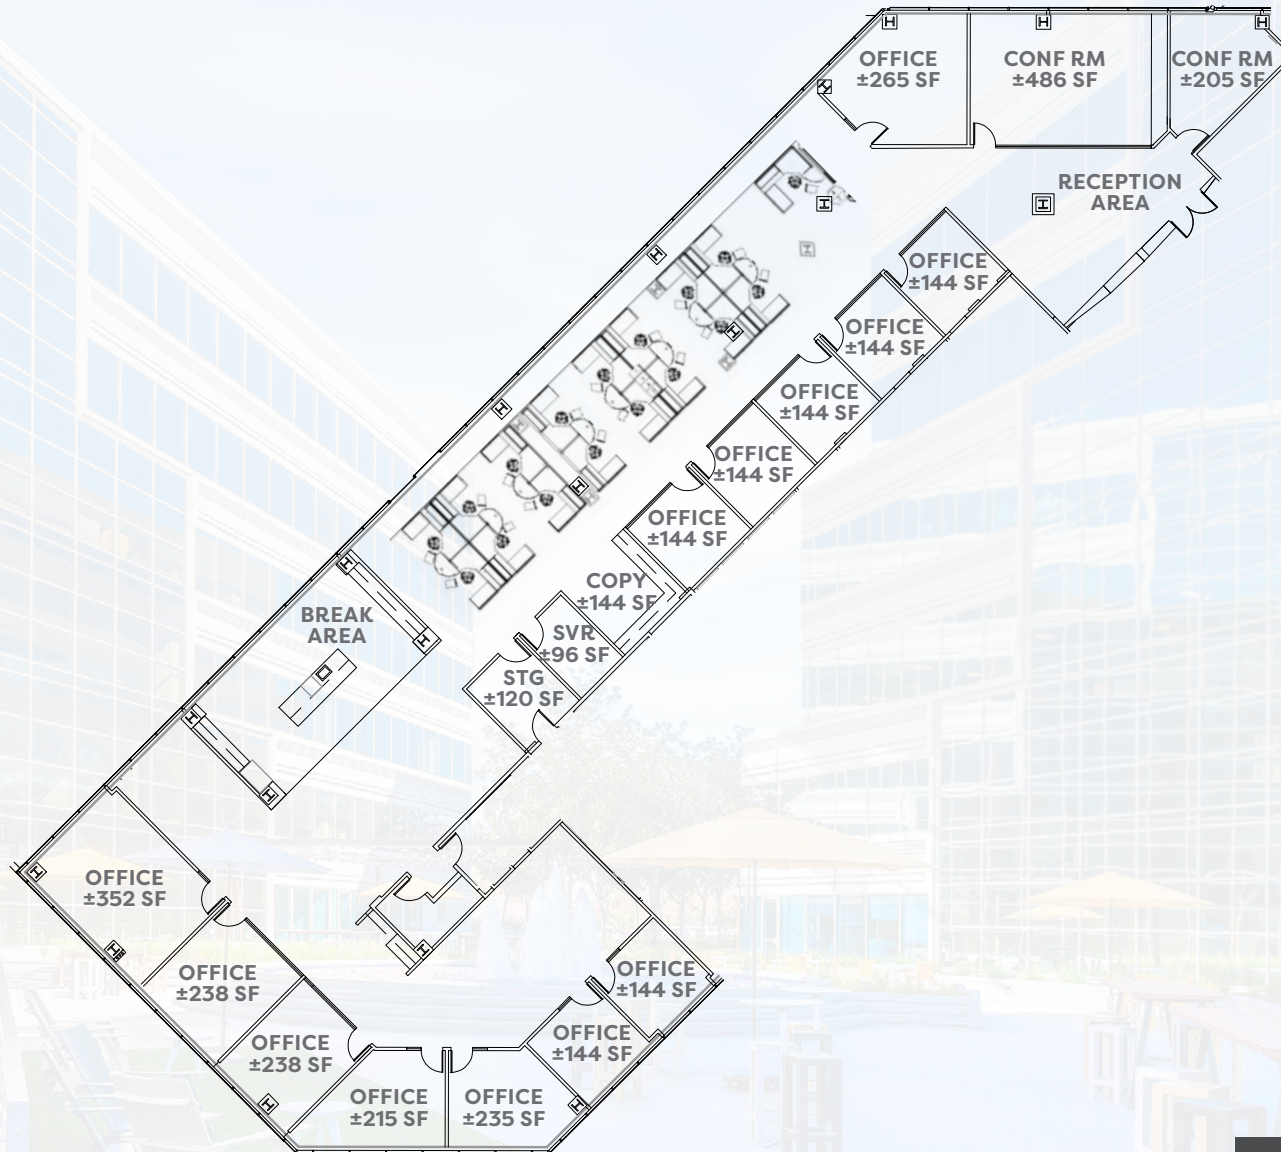 OFFICE
±265 SF
CONF RM
±486 SF
CONF RM
±205 SF
RECEPTION
AREA
OFFICE
±144 SF
OFFICE
±144 SF
OFFICE
±144 SF
OFFICE
±144 SF
OFFICE
±144 SF
COPY
±144 SF
SVR
±96 SF
STG
±120 SF
BREAK
AREA
OFFICE
±352 SF
OFFICE
±238 SF
OFFICE
±238 SF
OFFICE
±215 SF
OFFICE
±235 SF
OFFICE
±144 SF
OFFICE
±144 SF